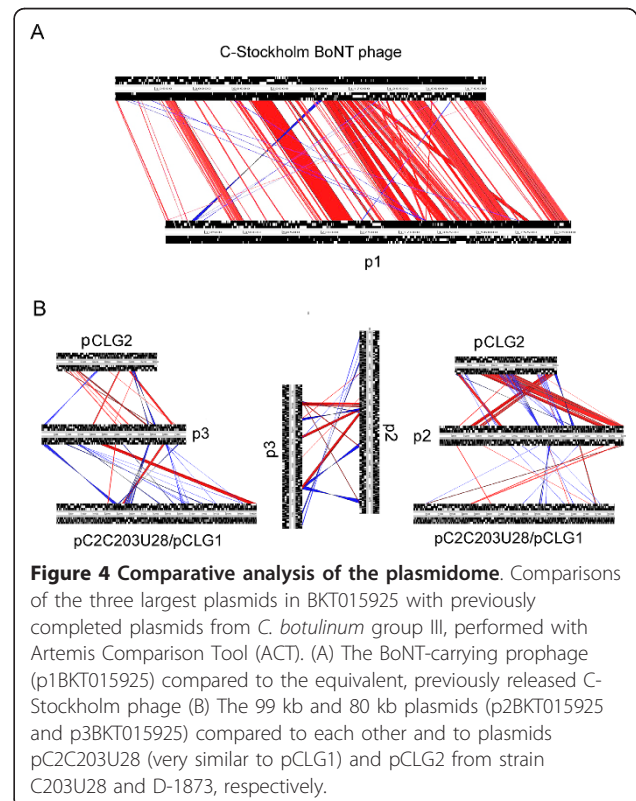 A
C-Stockholm BoNT phage
p1
B
pCLG2
p3
pC2C203U28/pCLG1
p3
p2
pCLG2
p2
pC2C203U28/pCLG1
Figure 4 Comparative analysis of the plasmidome. Comparisons
of the three largest plasmids in BKT015925 with previously
completed plasmids from C. botulinum group III, performed with
Artemis Comparison Tool (ACT). (A) The BoNT-carrying prophage
(p1BKT015925) compared to the equivalent, previously released C-
Stockholm phage (B) The 99 kb and 80 kb plasmids (p2BKT015925
and p3BKT015925) compared to each other and to plasmids
pC2C203U28 (very similar to pCLG1) and pCLG2 from strain
C203U28 and D-1873, respectively.